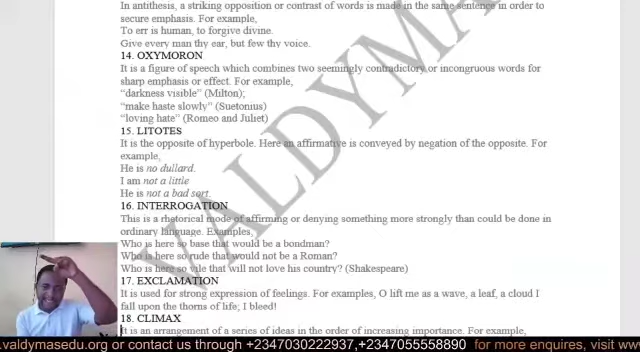 In antithesis, a striking opposition or contrast of words is made in the same sentence in order to
secure emphasis. For example,
To err is human, to forgive divine.
Give every man thy ear, but few thy voice.
14. OXYMORON
It is a figure of speech which combines two seemingly contradictory or incongruous words for
sharp emphasis or effect. For example,
“darkness visible” (Milton);
“make haste slowly” (Suetonius)
“loving hate” (Romeo and Juliet)
15. LITOTES
It is the opposite of hyperbole. Here an affirmative is conveyed by negation of the opposite. For
example,
He is no dullard.
I am not a little
He is not a bad sort.
16. INTERROGATION
This is a rhetorical mode of affirming or denying something more strongly than could be done in
ordinary language. Examples,
Who is here so base that would be a bondman?
Who is here so rude that would not be a Roman?
Who is here so vile that will not love his country? (Shakespeare)
17. EXCLAMATION
It is used for strong expression of feelings. For examples, O lift me as a wave, a leaf, a cloud I
fall upon the thorns of life; I bleed!
18. CLIMAX
It is an arrangement of a series of ideas in the order of increasing importance. For example,
VALDYMA
.valdymasedu.org or contact us through +2347030222937,+2347055558890 for more enquires, visit ww